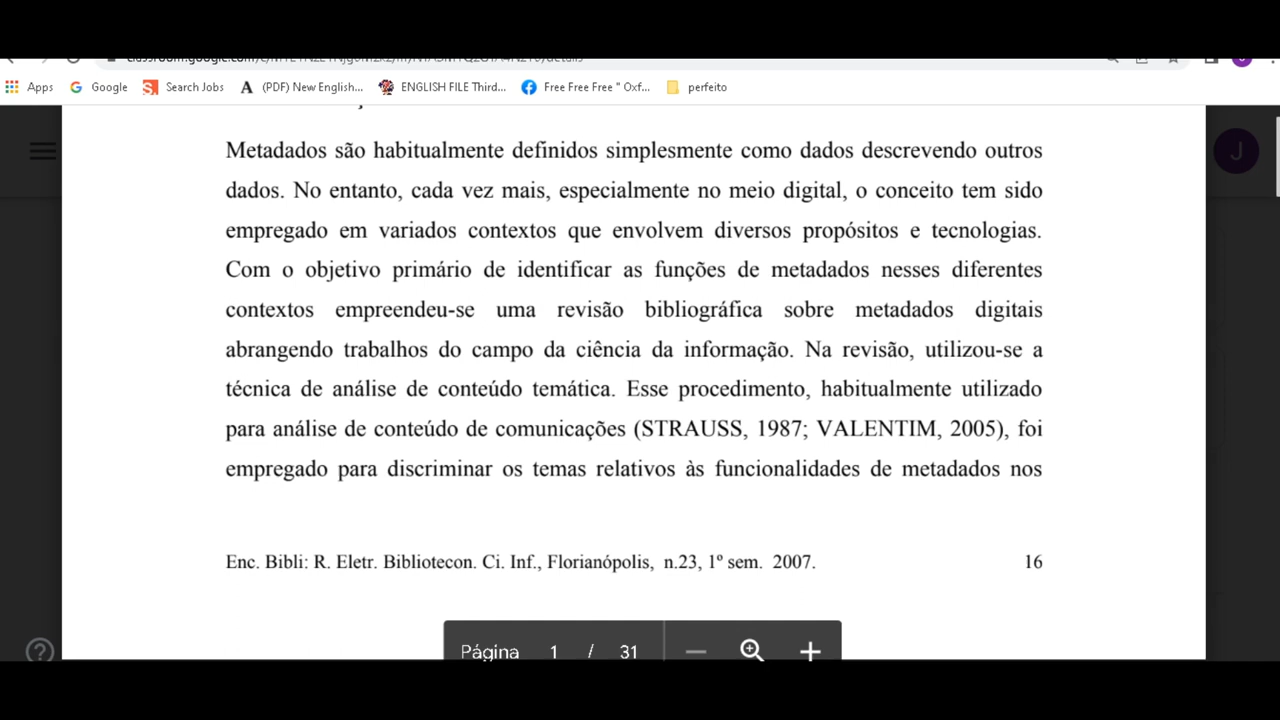 Apps Google Search Jobs (PDF) New English... ENGLISH FILE Third... Free Free Free " Oxf... perfeito
J
Metadados são habitualmente definidos simplesmente como dados descrevendo outros
dados. No entanto, cada vez mais, especialmente no meio digital, o conceito tem sido
empregado em variados contextos que envolvem diversos propósitos e tecnologias.
Com o objetivo primário de identificar as funções de metadados nesses diferentes
contextos empreendeu-se uma revisão bibliográfica sobre metadados digitais
abrangendo trabalhos do campo da ciência da informação. Na revisão, utilizou-se a
técnica de análise de conteúdo temática. Esse procedimento, habitualmente utilizado
para análise de conteúdo de comunicações (STRAUSS, 1987; VALENTIM, 2005), foi
empregado para discriminar os temas relativos às funcionalidades de metadados nos
Enc. Bibli: R. Eletr. Bibliotecon. Ci. Inf., Florianópolis, n.23, 1º sem. 2007. 16
Página 1 / 31